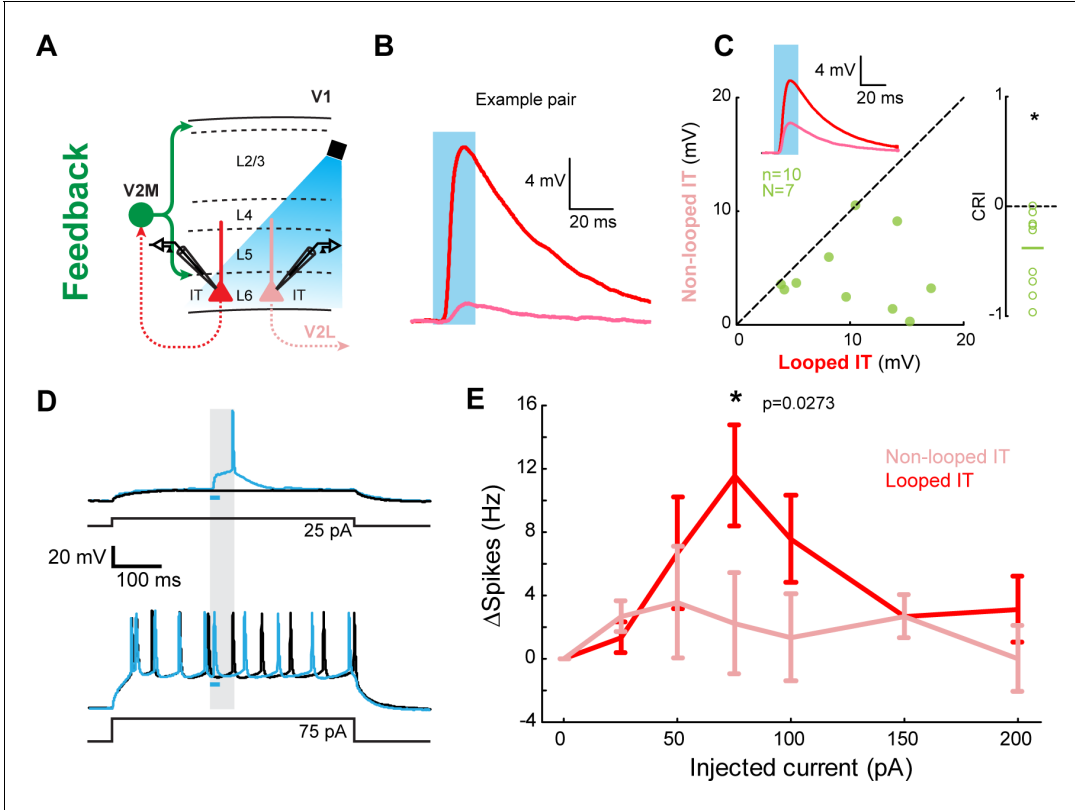 A
Feedback
V1
L2/3
V2M
L4
L5
IT
L6
IT
V2L
B
Example pair
4 mV
20 ms
C
4 mV
20 ms
n=10
N=7
Non-looped IT (mV)
20
10
0
0
10
20
Looped IT (mV)
CRI
1
0
-1
*
D
25 pA
20 mV
100 ms
75 pA
E
* p=0.0273
Non-looped IT
Looped IT
ΔSpikes (Hz)
16
12
8
4
0
-4
0
50
100
150
200
Injected current (pA)